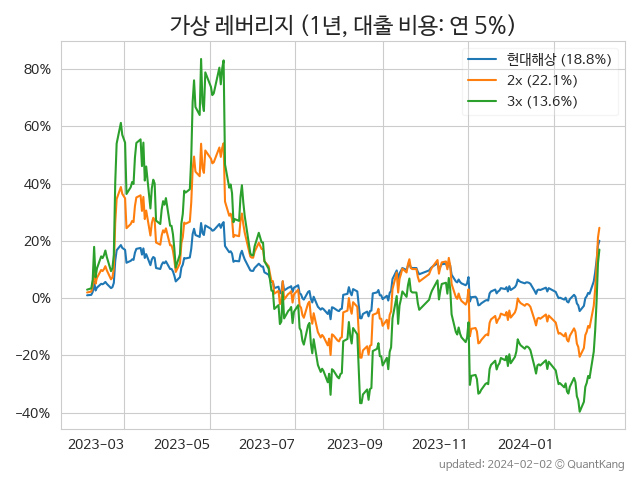 가상 레버리지 (1년, 대출 비용: 연 5%)
현대해상 (18.8%)
2x (22.1%)
3x (13.6%)
80%
60%
40%
20%
0%
−20%
−40%
2023-03 2023-05 2023-07 2023-09 2023-11 2024-01
updated: 2024-02-02 © QuantKang